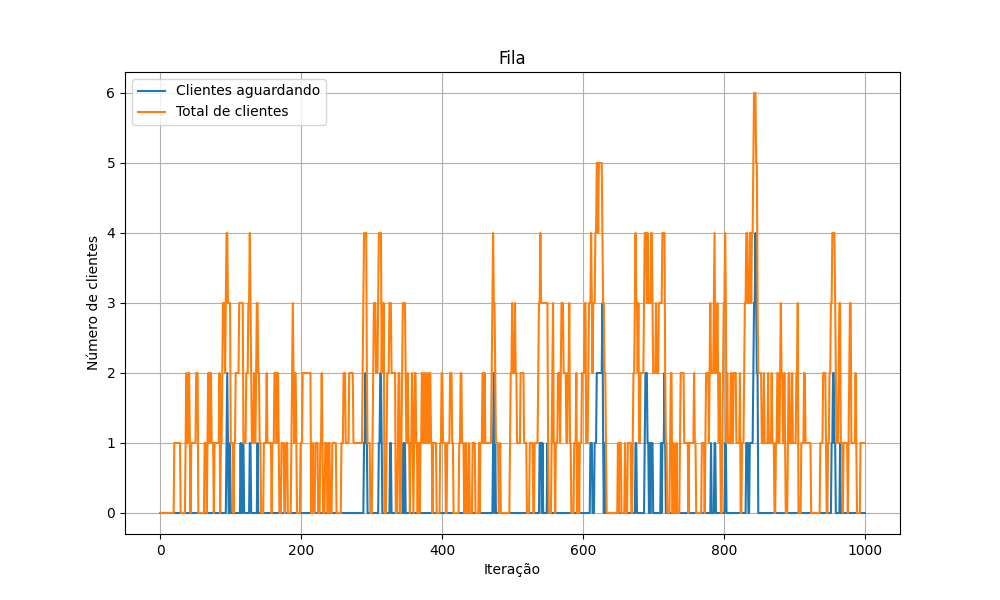 Fila
Clientes aguardando
Total de clientes
6
5
4
3
2
1
0
Número de clientes
0 200 400 600 800 1000
Iteração